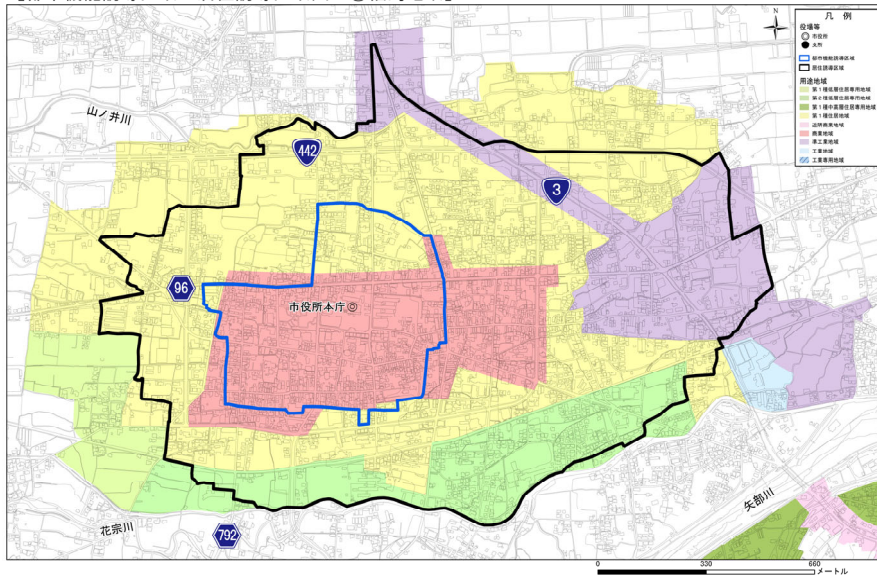 N
凡 例
役場等
市役所
支所
都市機能誘導区域
居住誘導区域
用途地域
第1種低層住居専用地域
第2種低層住居専用地域
第1種中高層住居専用地域
第1種住居地域
近隣商業地域
商業地域
準工業地域
工業地域
工業専用地域
山ノ井川
442
3
96
市役所本庁
花宗川
792
矢部川
0 330 660
メートル